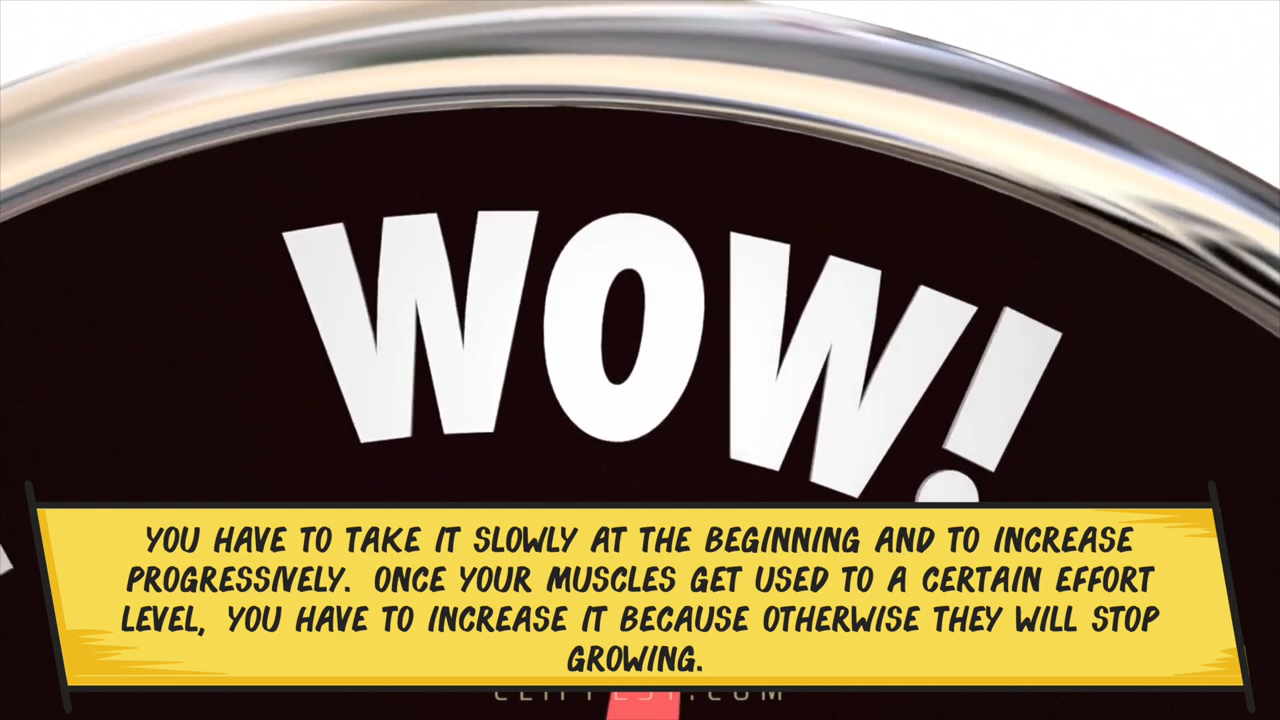 WOW!
YOU HAVE TO TAKE IT SLOWLY AT THE BEGINNING AND TO INCREASE
PROGRESSIVELY. ONCE YOUR MUSCLES GET USED TO A CERTAIN EFFORT
LEVEL, YOU HAVE TO INCREASE IT BECAUSE OTHERWISE THEY WILL STOP
GROWING.